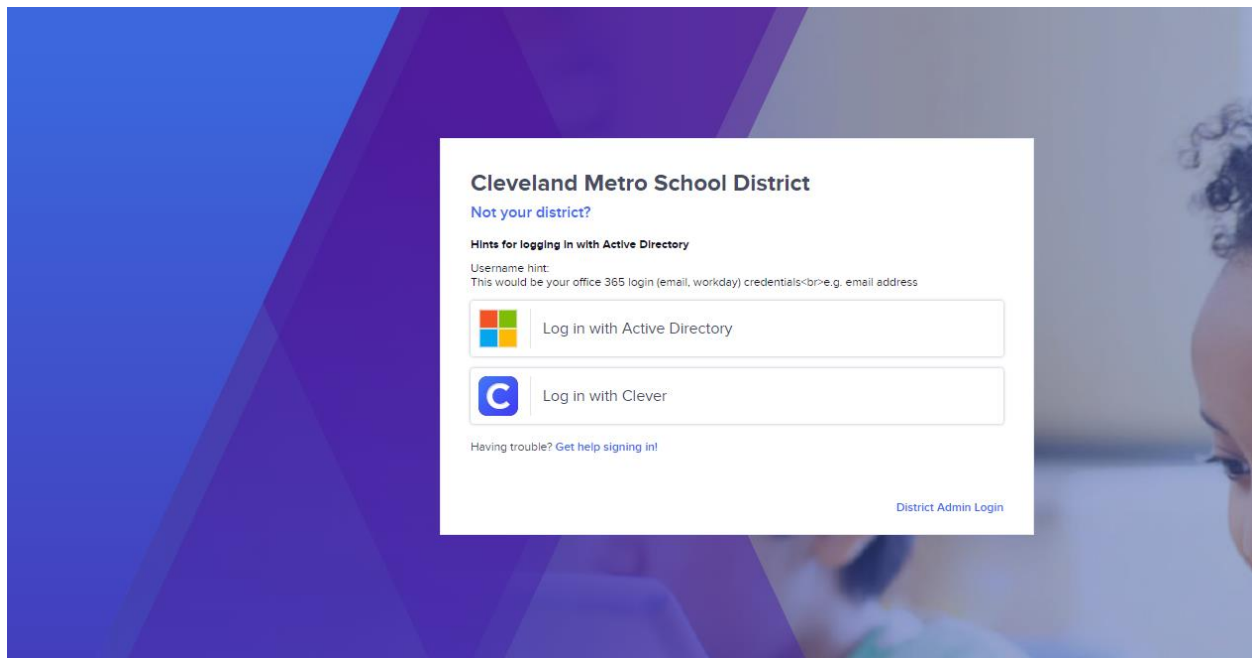 Cleveland Metro School District
Not your district?
Hints for logging in with Active Directory
Username hint:
This would be your office 365 login (email, workday) credentials<br>e.g. email address
Log in with Active Directory
C
Log in with Clever
Having trouble? Get help signing in!
District Admin Login